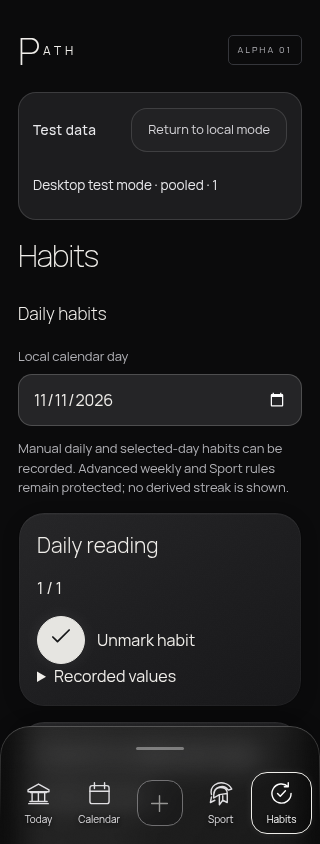 PATH
ALPHA 01
Test data
Return to local mode
Desktop test mode · pooled · 1
Habits
Daily habits
Local calendar day
11/11/2026
Manual daily and selected-day habits can be
recorded. Advanced weekly and Sport rules
remain protected; no derived streak is shown.
Daily reading
1 / 1
Unmark habit
Recorded values
Today
Calendar
Sport
Habits